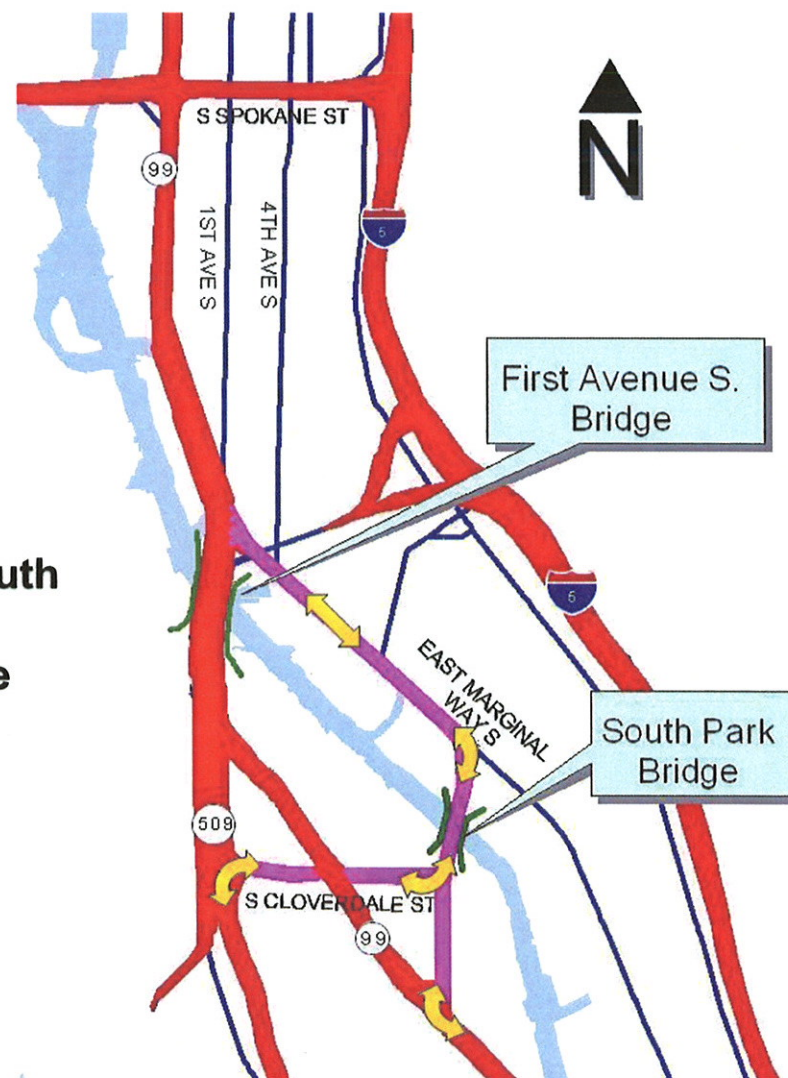 S SPOKANE ST
N
99
1ST AVE S
4TH AVE S
5
First Avenue S.
Bridge
uth
e
5
EAST MARGINAL
WAY S
South Park
Bridge
509
S CLOVERDALE ST
99